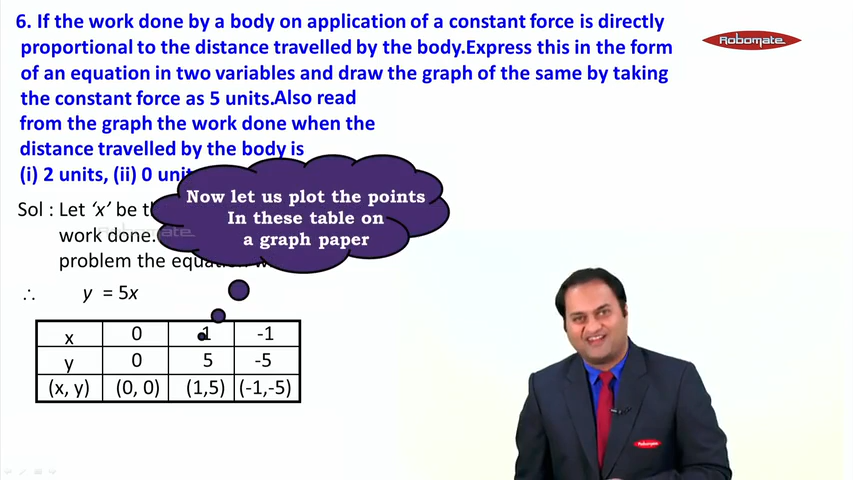 6. If the work done by a body on application of a constant force is directly
proportional to the distance travelled by the body.Express this in the form
of an equation in two variables and draw the graph of the same by taking
the constant force as 5 units.Also read
from the graph the work done when the
distance travelled by the body is
(i) 2 units, (ii) 0
Robomate
Now let us plot the points
In these table on
a graph paper
Sol : Let ‘x’ be
work done.
Robomate
problem the
∴ y = 5x
x 0 1 -1
y 0 5 -5
(x, y) (0, 0) (1,5) (-1,-5)
Robomate